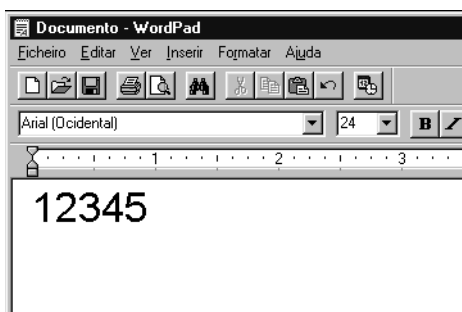 Documento - WordPad
Ficheiro Editar Ver Inserir Formatar Ajuda
Arial (Ocidental) 24 B I
1 2 3
12345